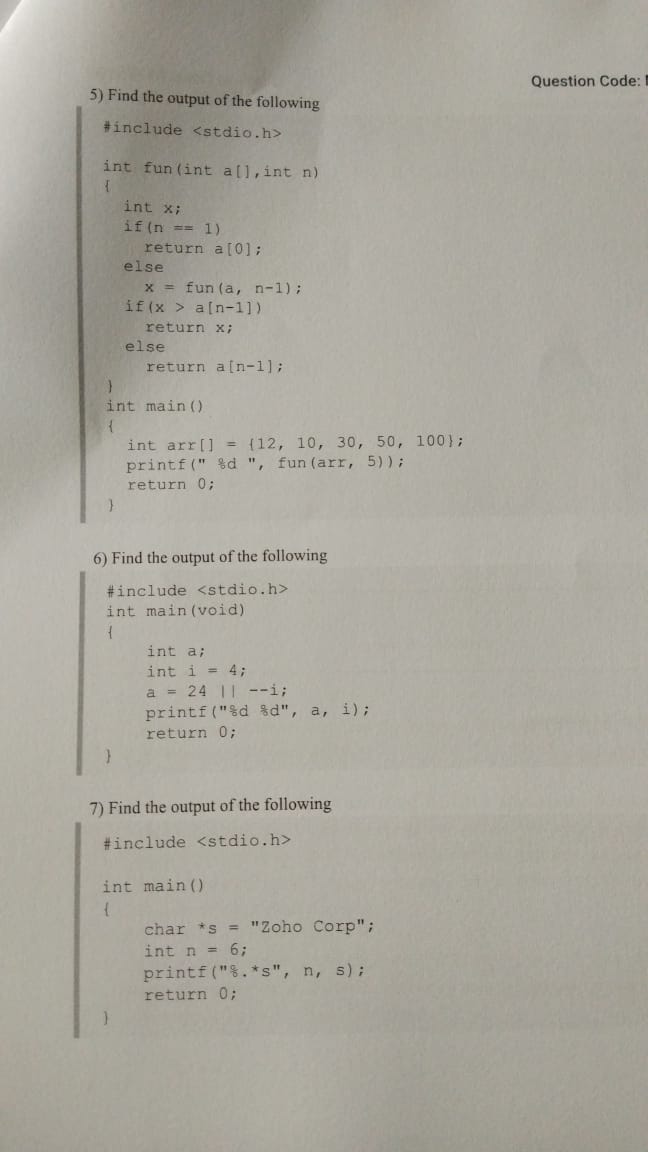 Question Code:
5) Find the output of the following
#include <stdio.h>
int fun(int a[],int n)
{
int x;
if(n == 1)
return a[0];
else
x = fun(a, n-1);
if(x > a[n-1])
return x;
else
return a[n-1];
}
int main()
{
int arr[] = {12, 10, 30, 50, 100};
printf(" %d ", fun(arr, 5));
return 0;
}
6) Find the output of the following
#include <stdio.h>
int main(void)
{
int a;
int i = 4;
a = 24 || --i;
printf("%d %d", a, i);
return 0;
}
7) Find the output of the following
#include <stdio.h>
int main()
{
char *s = "Zoho Corp";
int n = 6;
printf("%.*s", n, s);
return 0;
}